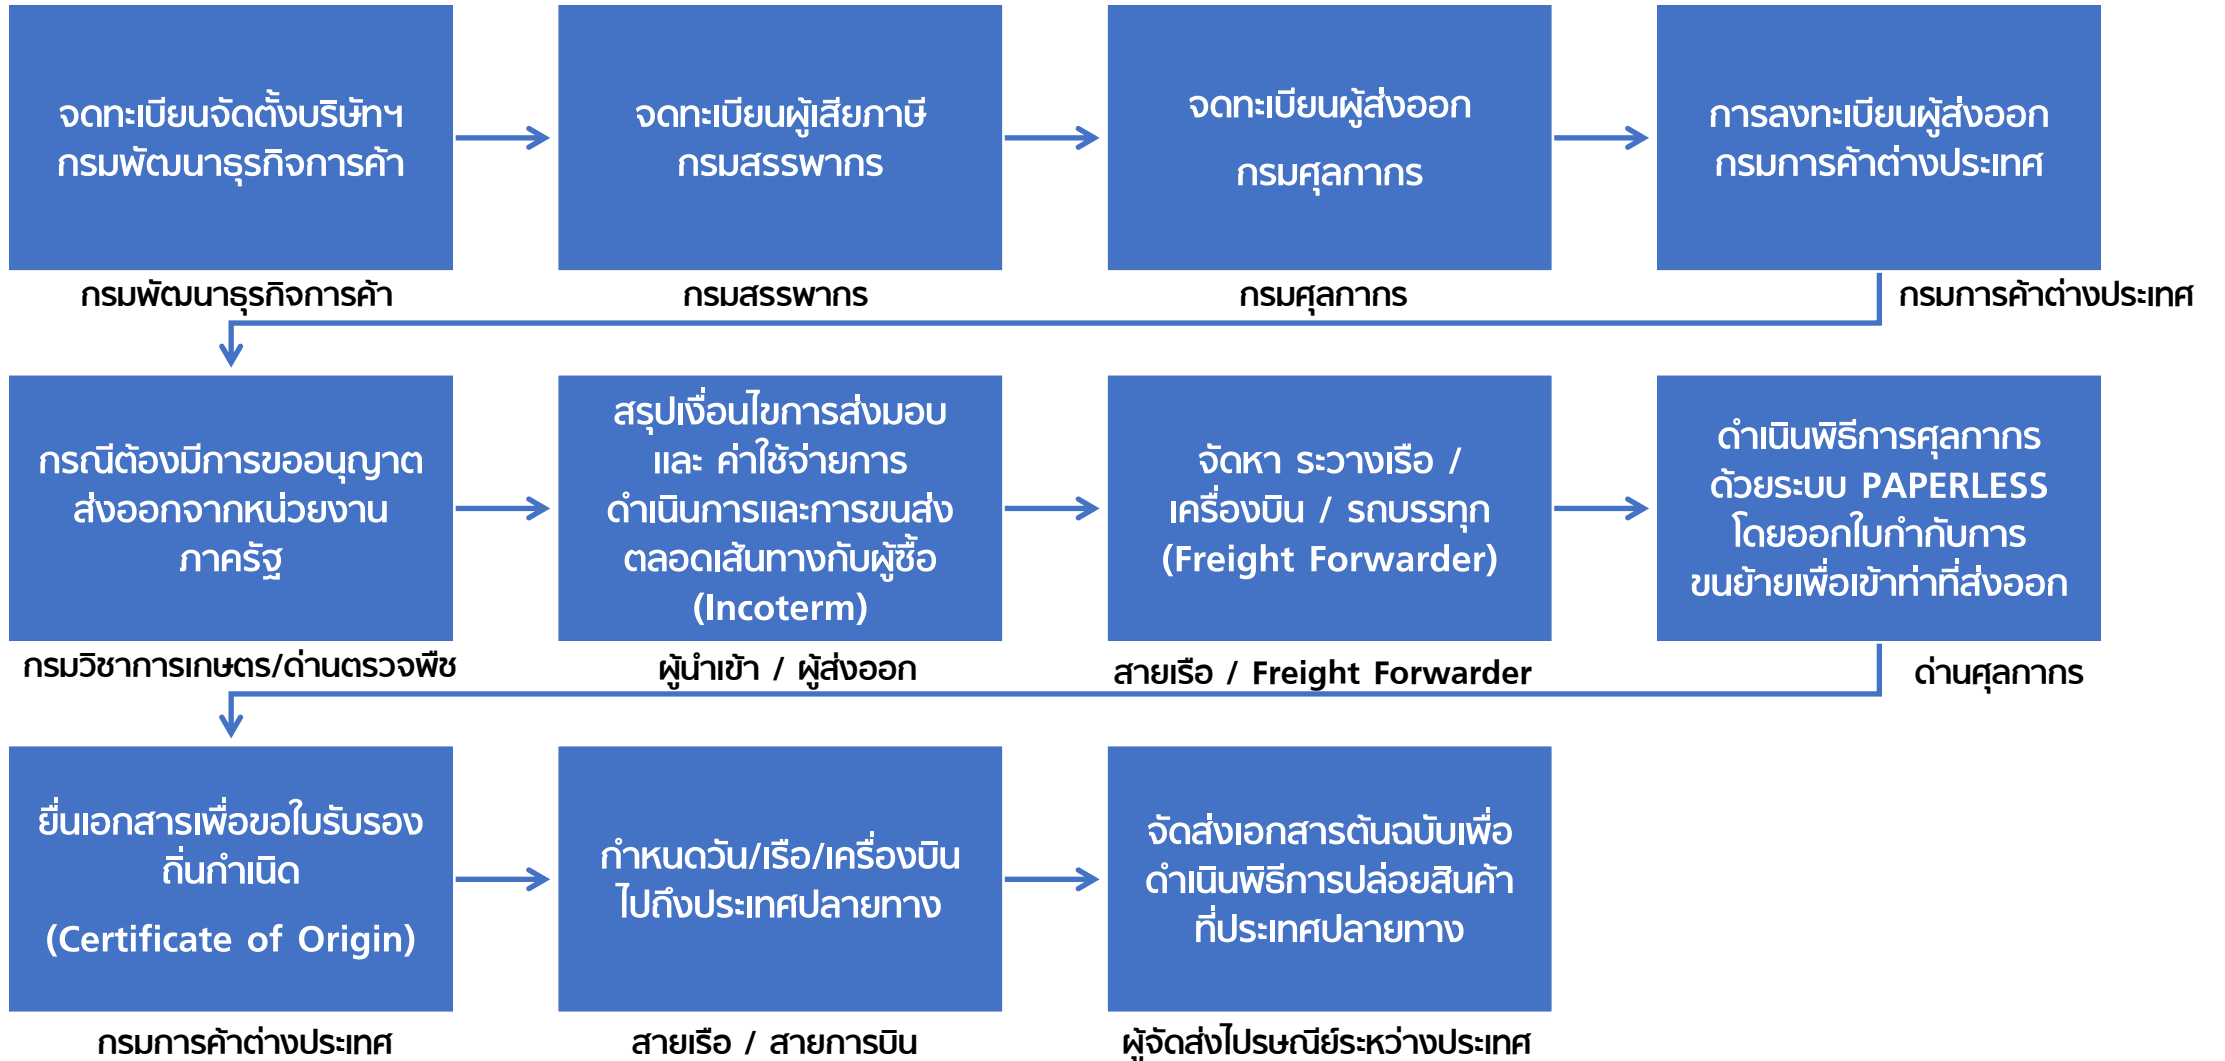 จดทะเบียนจัดตั้งบริษัทฯ
กรมพัฒนาธุรกิจการค้า
กรมพัฒนาธุรกิจการค้า
จดทะเบียนผู้เสียภาษี
กรมสรรพากร
กรมสรรพากร
จดทะเบียนผู้ส่งออก
กรมศุลกากร
กรมศุลกากร
การลงทะเบียนผู้ส่งออก
กรมการค้าต่างประเทศ
กรมการค้าต่างประเทศ
กรณีต้องมีการขออนุญาต
ส่งออกจากหน่วยงาน
ภาครัฐ
กรมวิชาการเกษตร/ด่านตรวจพืช
สรุปเงื่อนไขการส่งมอบ
และ ค่าใช้จ่ายการ
ดำเนินการและการขนส่ง
ตลอดเส้นทางกับผู้ซื้อ
(Incoterm)
ผู้นำเข้า / ผู้ส่งออก
จัดหา ระวางเรือ /
เครื่องบิน / รถบรรทุก
(Freight Forwarder)
สายเรือ / Freight Forwarder
ดำเนินพิธีการศุลกากร
ด้วยระบบ PAPERLESS
โดยออกใบกำกับการ
ขนย้ายเพื่อเข้าท่าที่ส่งออก
ด่านศุลกากร
ยื่นเอกสารเพื่อขอใบรับรอง
ถิ่นกำเนิด
(Certificate of Origin)
กรมการค้าต่างประเทศ
กำหนดวัน/เรือ/เครื่องบิน
ไปถึงประเทศปลายทาง
สายเรือ / สายการบิน
จัดส่งเอกสารต้นฉบับเพื่อ
ดำเนินพิธีการปล่อยสินค้า
ที่ประเทศปลายทาง
ผู้จัดส่งไปรษณีย์ระหว่างประเทศ